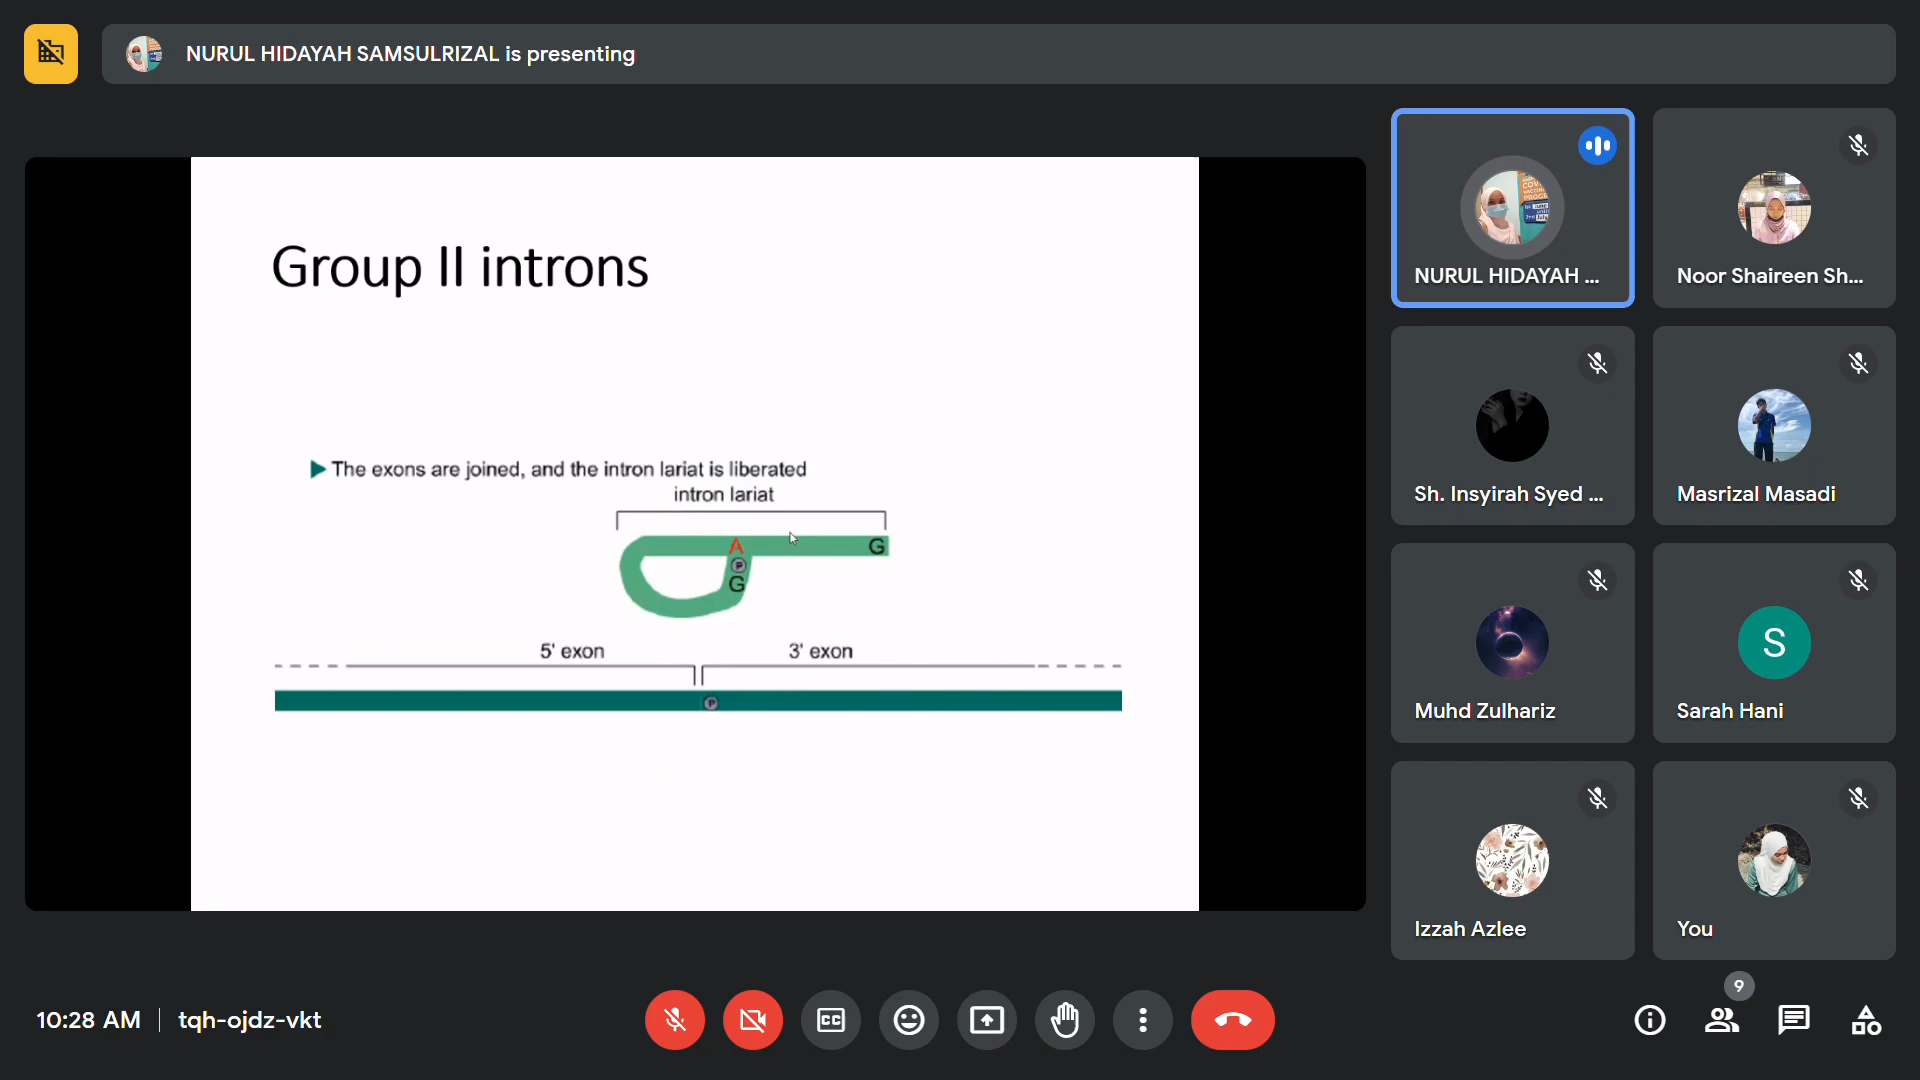 NURUL HIDAYAH SAMSULRIZAL is presenting
Group II introns
The exons are joined, and the intron lariat is liberated
intron lariat
A G
P
G
5' exon 3' exon
P
NURUL HIDAYAH ...
Noor Shaireen Sh...
Sh. Insyirah Syed ...
Masrizal Masadi
Muhd Zulhariz
S
Sarah Hani
Izzah Azlee
You
10:28 AM | tqh-ojdz-vkt
CC
9